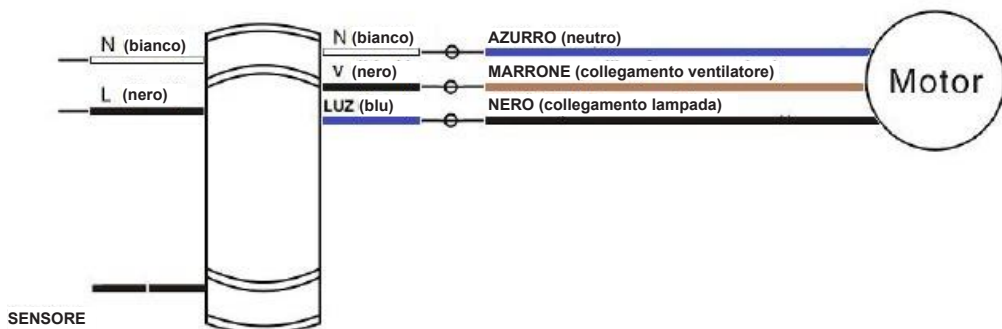 N (bianco)
L (nero)
SENSORE
N (bianco)
V (nero)
LUZ (blu)
AZURRO (neutro)
MARRONE (collegamento ventilatore)
NERO (collegamento lampada)
Motor